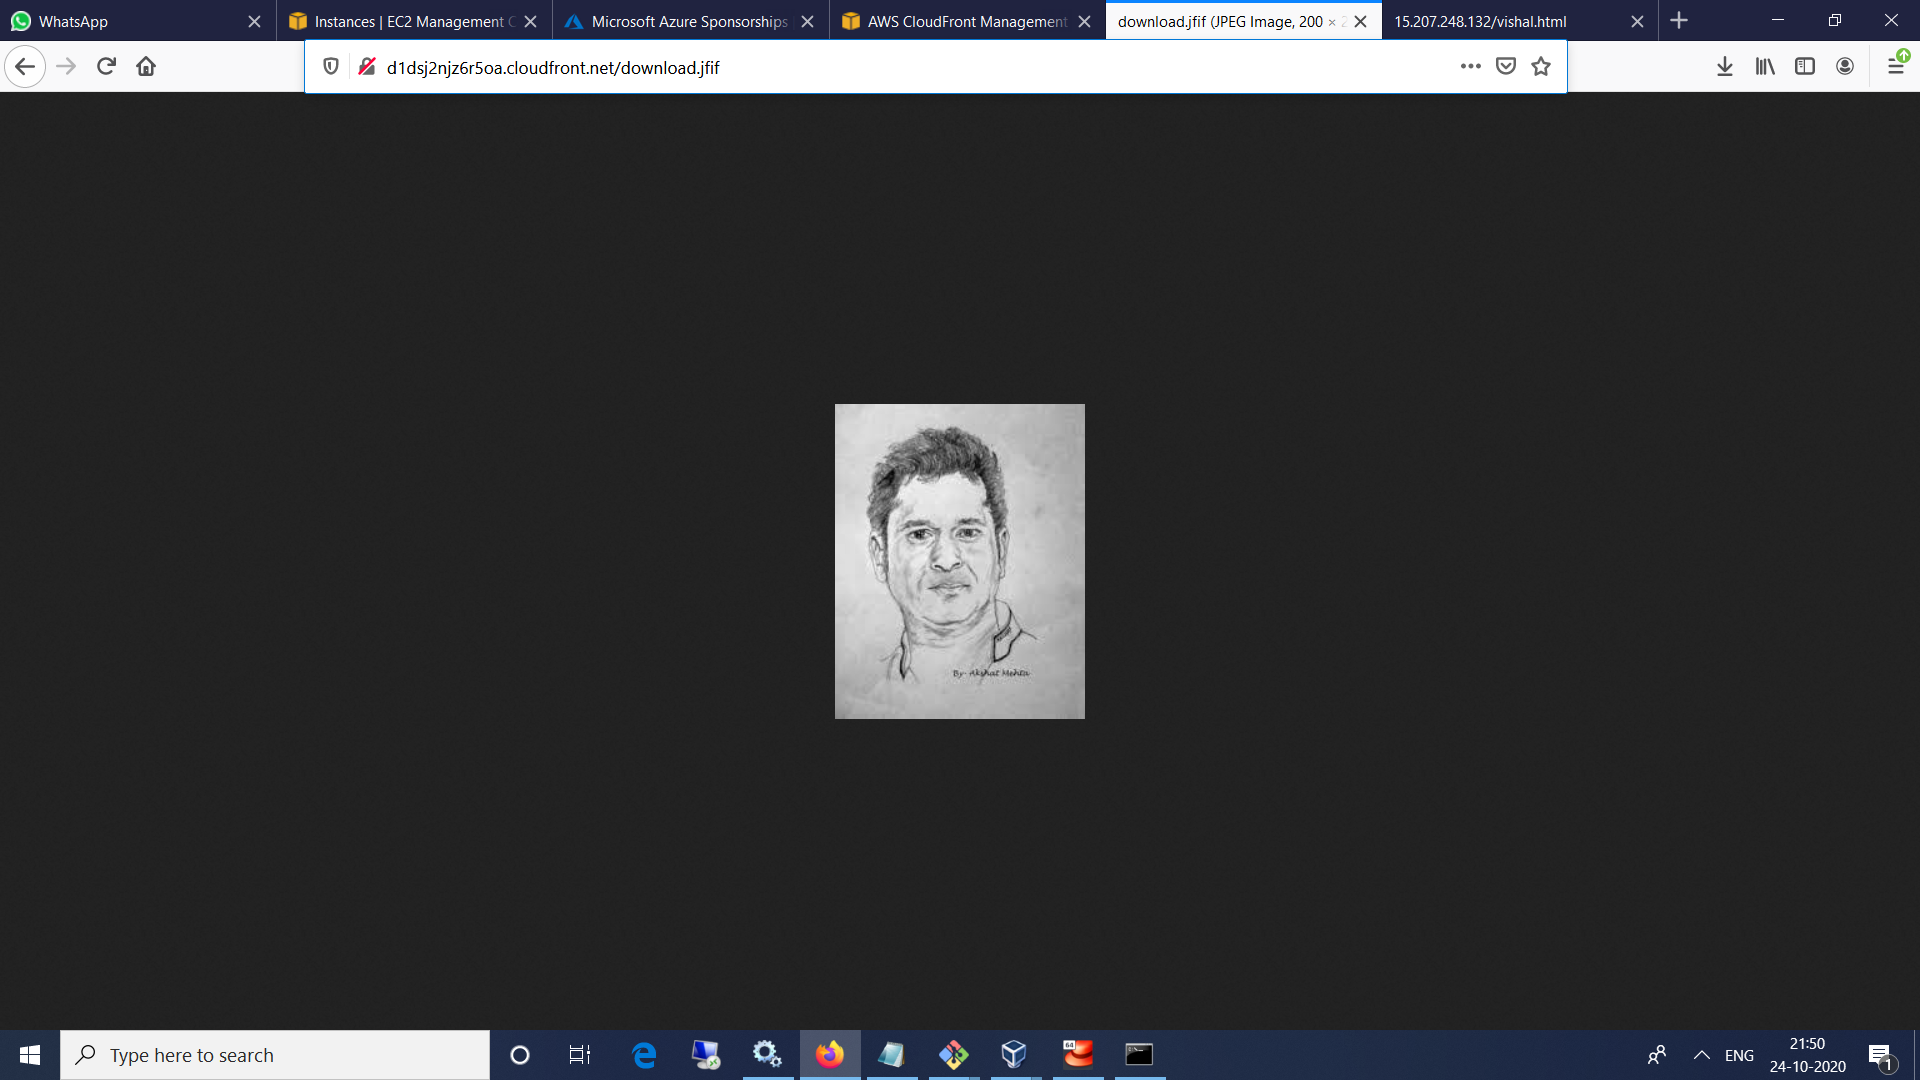 WhatsApp
Instances | EC2 Management C
Microsoft Azure Sponsorships
AWS CloudFront Management
download.jfif (JPEG Image, 200 × 2
15.207.248.132/vishal.html
d1dsj2njz6r5oa.cloudfront.net/download.jfif
By- Akshat Mehta
Type here to search
64
ENG
21:50
24-10-2020
1